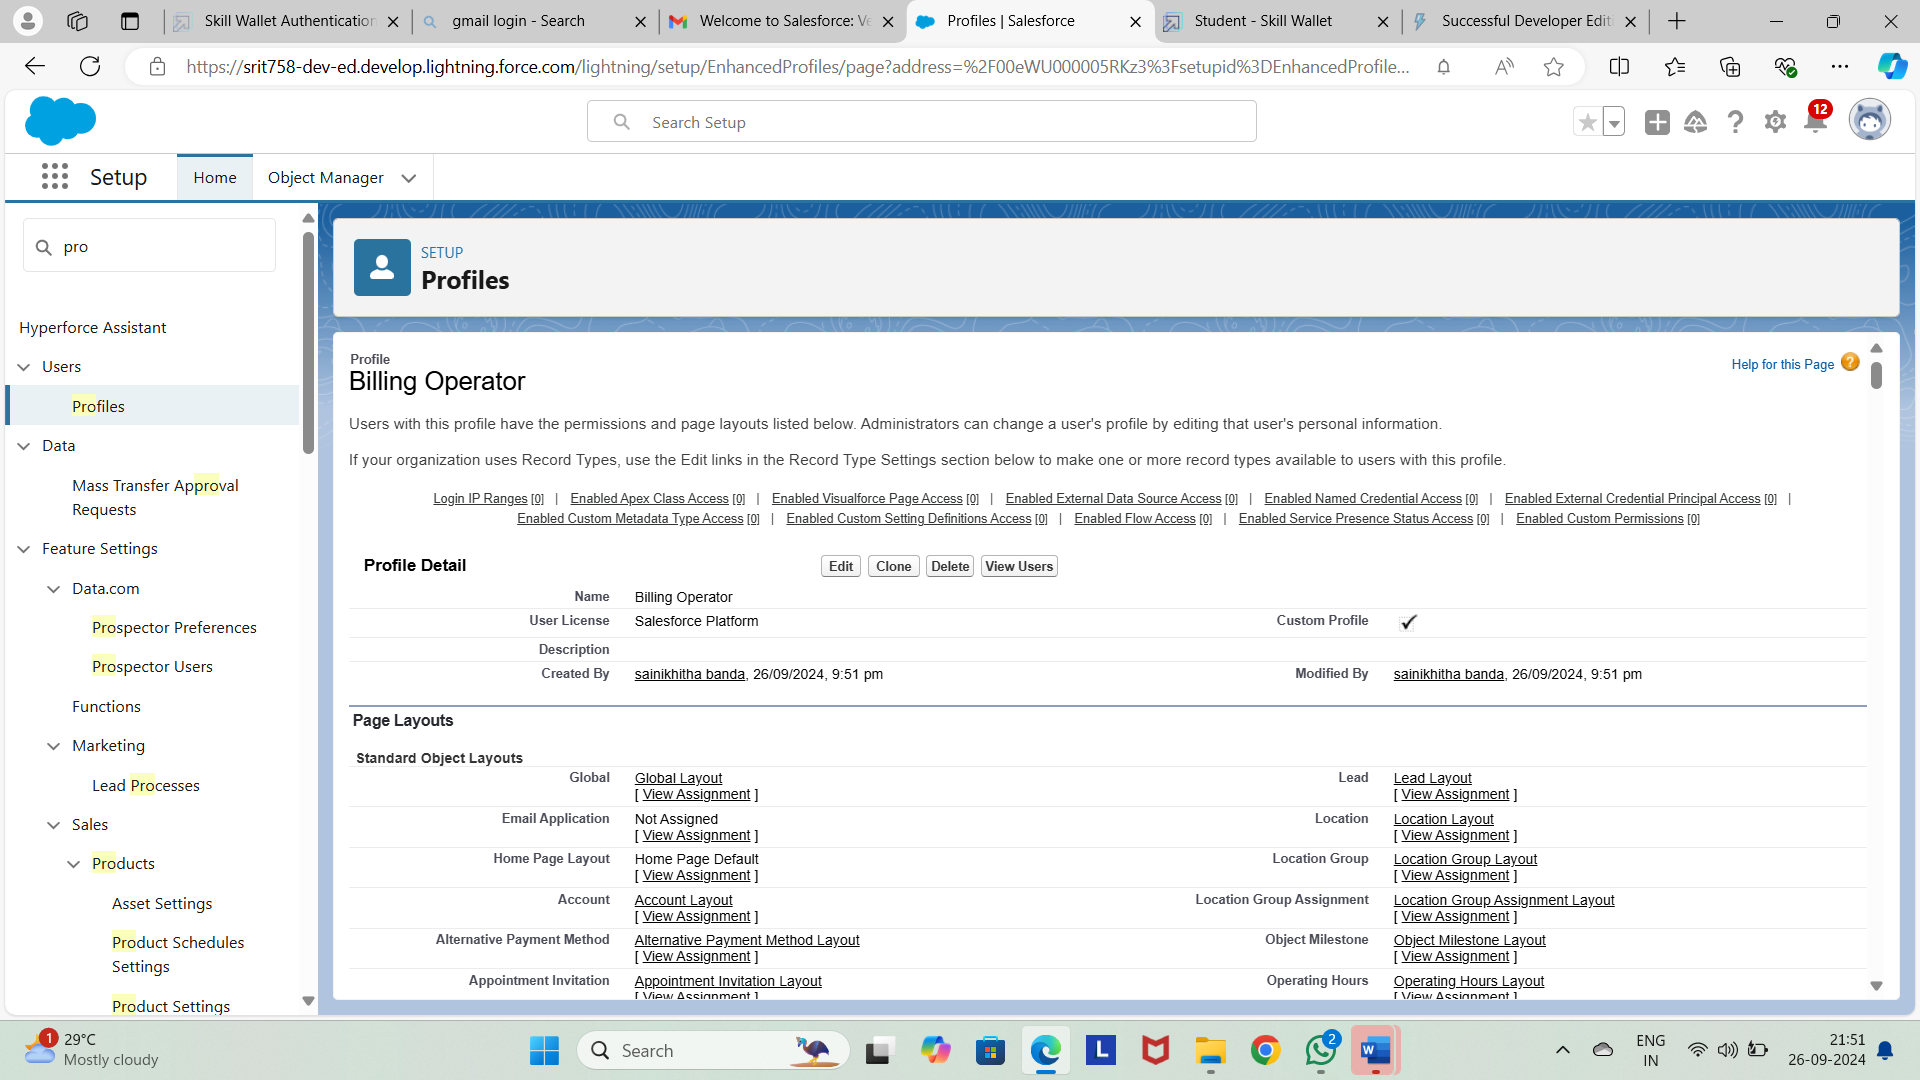 Skill Wallet Authentication
gmail login - Search
Welcome to Salesforce: Ve
Profiles | Salesforce
Student - Skill Wallet
Successful Developer Editi
https://srit758-dev-ed.develop.lightning.force.com/lightning/setup/EnhancedProfiles/page?address=%2F00eWU000005RKz3%3Fsetupid%3DEnhancedProfile...
Search Setup
12
Setup
Home
Object Manager
pro
Hyperforce Assistant
Users
Profiles
Data
Mass Transfer Approval
Requests
Feature Settings
Data.com
Prospector Preferences
Prospector Users
Functions
Marketing
Lead Processes
Sales
Products
Asset Settings
Product Schedules
Settings
Product Settings
SETUP
Profiles
Profile
Billing Operator
Help for this Page ?
Users with this profile have the permissions and page layouts listed below. Administrators can change a user's profile by editing that user's personal information.
If your organization uses Record Types, use the Edit links in the Record Type Settings section below to make one or more record types available to users with this profile.
Login IP Ranges [0] | Enabled Apex Class Access [0] | Enabled Visualforce Page Access [0] | Enabled External Data Source Access [0] | Enabled Named Credential Access [0] | Enabled External Credential Principal Access [0] |
Enabled Custom Metadata Type Access [0] | Enabled Custom Setting Definitions Access [0] | Enabled Flow Access [0] | Enabled Service Presence Status Access [0] | Enabled Custom Permissions [0]
Profile Detail Edit Clone Delete View Users
Name Billing Operator
User License Salesforce Platform Custom Profile ✓
Description
Created By sainikhitha banda, 26/09/2024, 9:51 pm Modified By sainikhitha banda, 26/09/2024, 9:51 pm
Page Layouts
Standard Object Layouts
Global Global Layout Lead Lead Layout
[ View Assignment ] [ View Assignment ]
Email Application Not Assigned Location Location Layout
[ View Assignment ] [ View Assignment ]
Home Page Layout Home Page Default Location Group Location Group Layout
[ View Assignment ] [ View Assignment ]
Account Account Layout Location Group Assignment Location Group Assignment Layout
[ View Assignment ] [ View Assignment ]
Alternative Payment Method Alternative Payment Method Layout Object Milestone Object Milestone Layout
[ View Assignment ] [ View Assignment ]
Appointment Invitation Appointment Invitation Layout Operating Hours Operating Hours Layout
[ View Assignment ] [ View Assignment ]
1
29°C
Mostly cloudy
Search
L
2
W
ENG
IN
21:51
26-09-2024